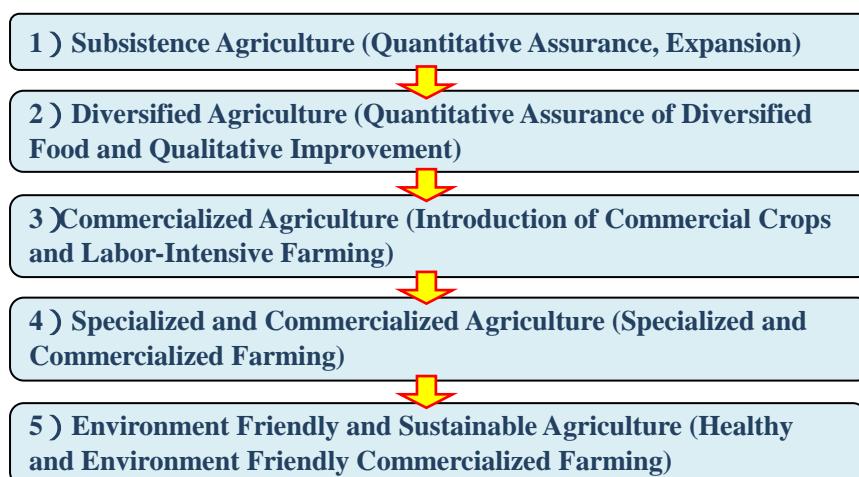 1）Subsistence Agriculture (Quantitative Assurance, Expansion)
2）Diversified Agriculture (Quantitative Assurance of Diversified
Food and Qualitative Improvement)
3）Commercialized Agriculture (Introduction of Commercial Crops
and Labor-Intensive Farming)
4）Specialized and Commercialized Agriculture (Specialized and
Commercialized Farming)
5）Environment Friendly and Sustainable Agriculture (Healthy
and Environment Friendly Commercialized Farming)